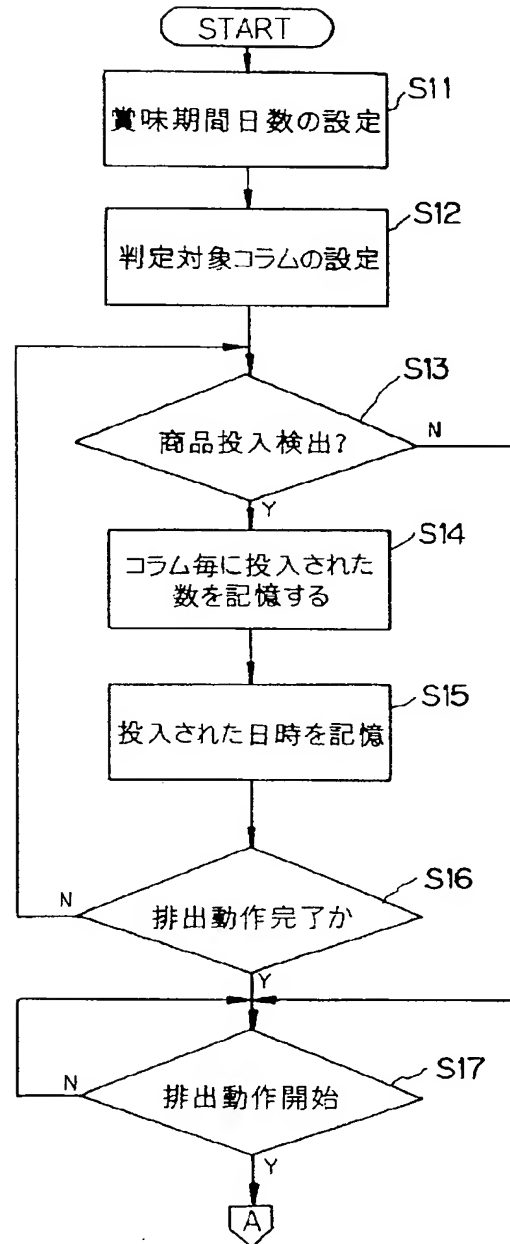 START
S11
賞味期間日数の設定
S12
判定対象コラムの設定
S13
商品投入検出?
N
Y
S14
コラム毎に投入された
数を記憶する
S15
投入された日時を記憶
S16
排出動作完了か
N
Y
S17
排出動作開始
N
Y
A